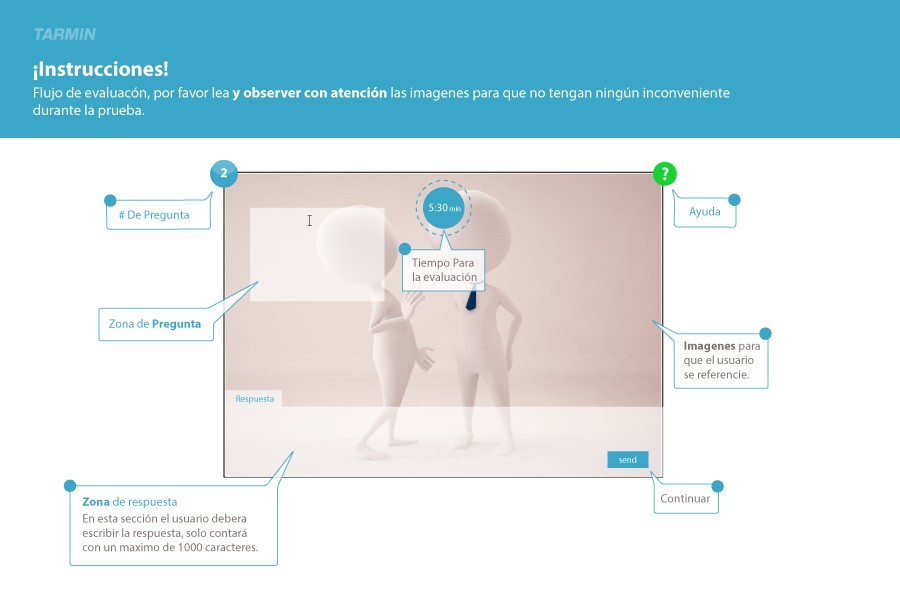 TARMIN
¡Instrucciones!
Flujo de evaluacón, por favor lea y observer con atención las imagenes para que no tengan ningún inconveniente
durante la prueba.
2
?
# De Pregunta
5:30 min
Ayuda
Tiempo Para
la evaluación
Zona de Pregunta
Imagenes para
que el usuario
se referencie.
Respuesta
send
Continuar
Zona de respuesta
En esta sección el usuario debera
escribir la respuesta, solo contará
con un maximo de 1000 caracteres.